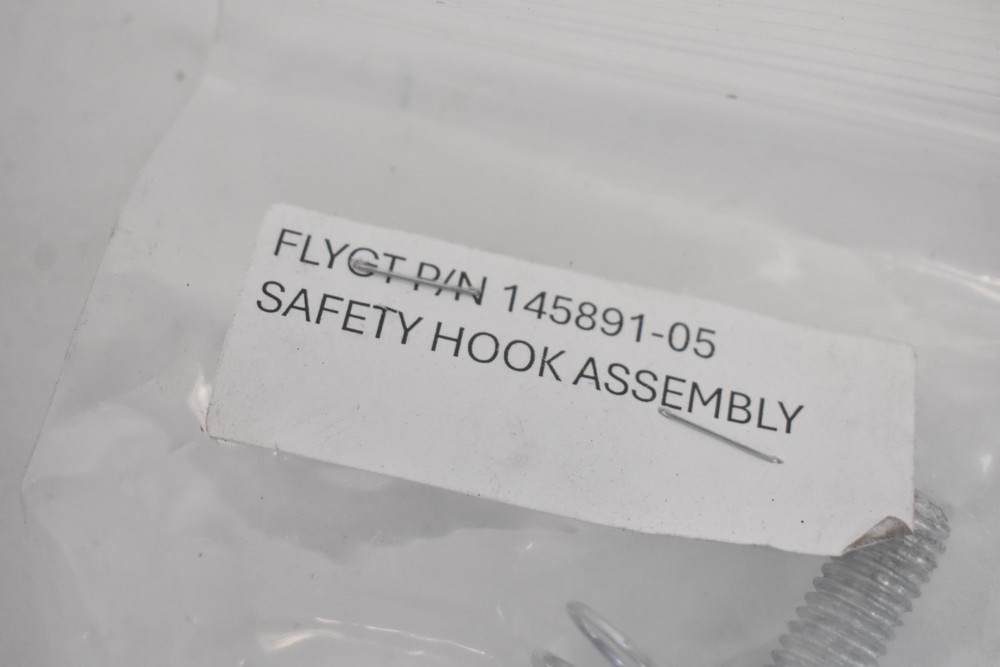 FLYGT P/N 145891-05
SAFETY HOOK ASSEMBLY